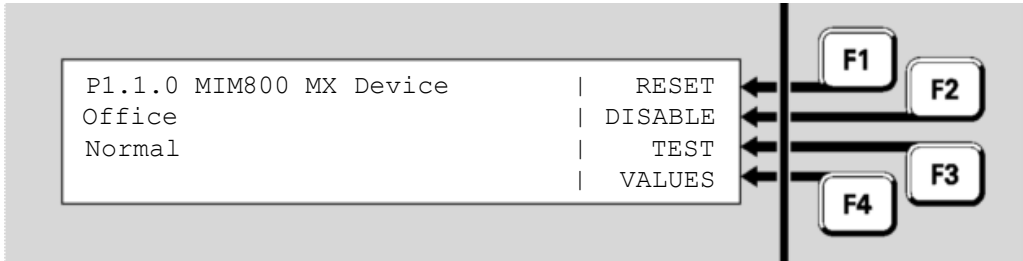 P1.1.0 MIM800 MX Device | RESET
Office | DISABLE
Normal | TEST
| VALUES
F1
F2
F3
F4